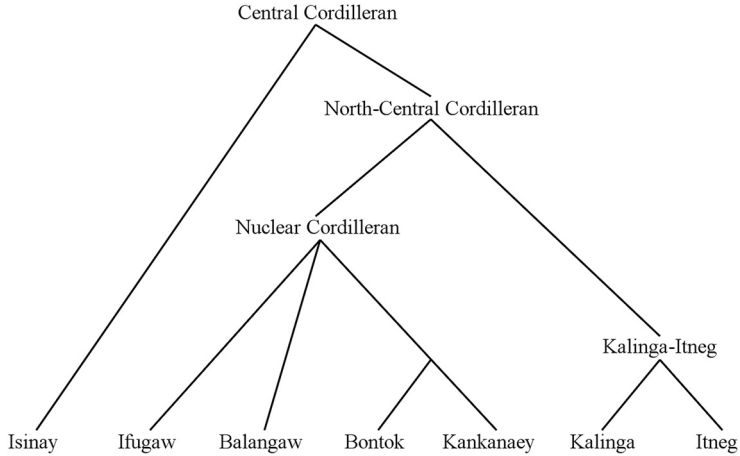 Central Cordilleran
North-Central Cordilleran
Nuclear Cordilleran
Kalinga-Itneg
Isinay
Ifugaw
Balangaw
Bontok
Kankanaey
Kalinga
Itneg